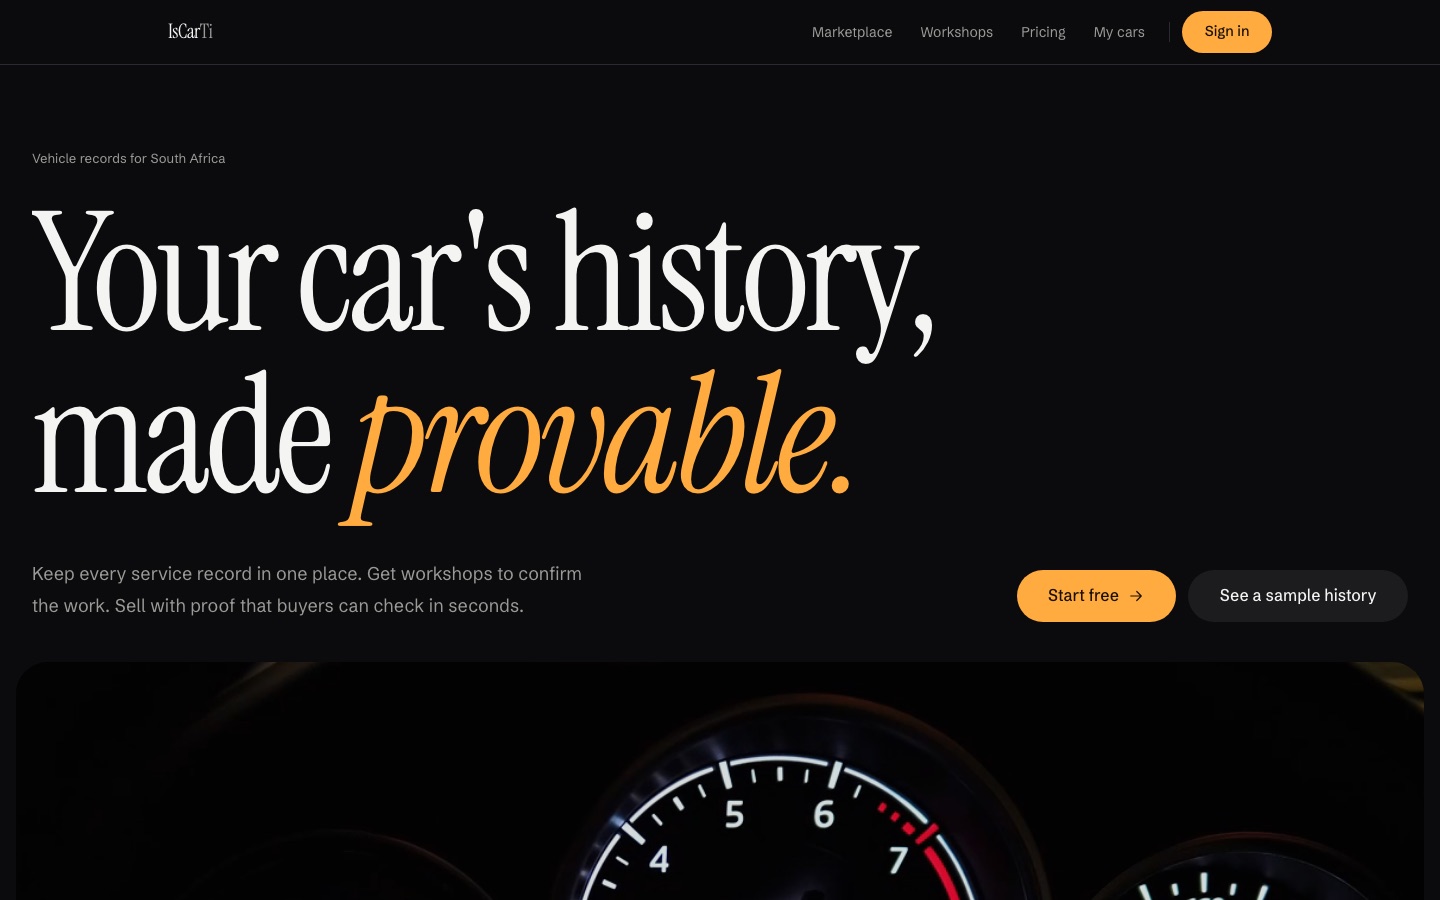 IsCarTi
Marketplace
Workshops
Pricing
My cars
Sign in
Vehicle records for South Africa
Your car's history,
made provable.
Keep every service record in one place. Get workshops to confirm
the work. Sell with proof that buyers can check in seconds.
Start free →
See a sample history
5
6
4
7